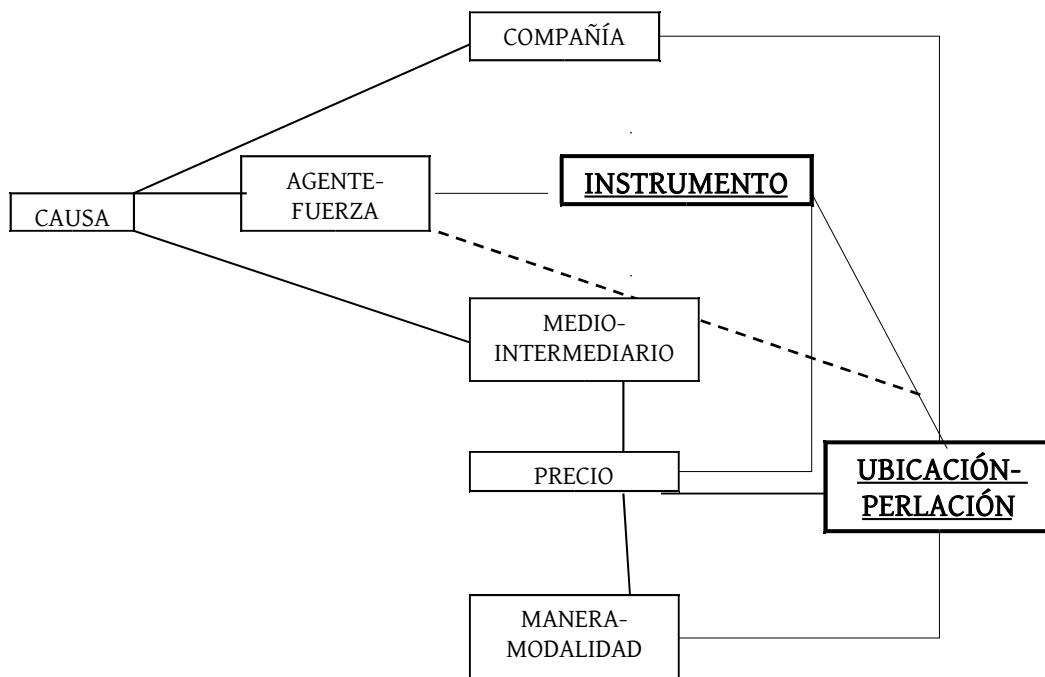 COMPAÑÍA
AGENTE-
FUERZA
INSTRUMENTO
CAUSA
MEDIO-
INTERMEDIARIO
PRECIO
UBICACIÓN-
PERLACIÓN
MANERA-
MODALIDAD